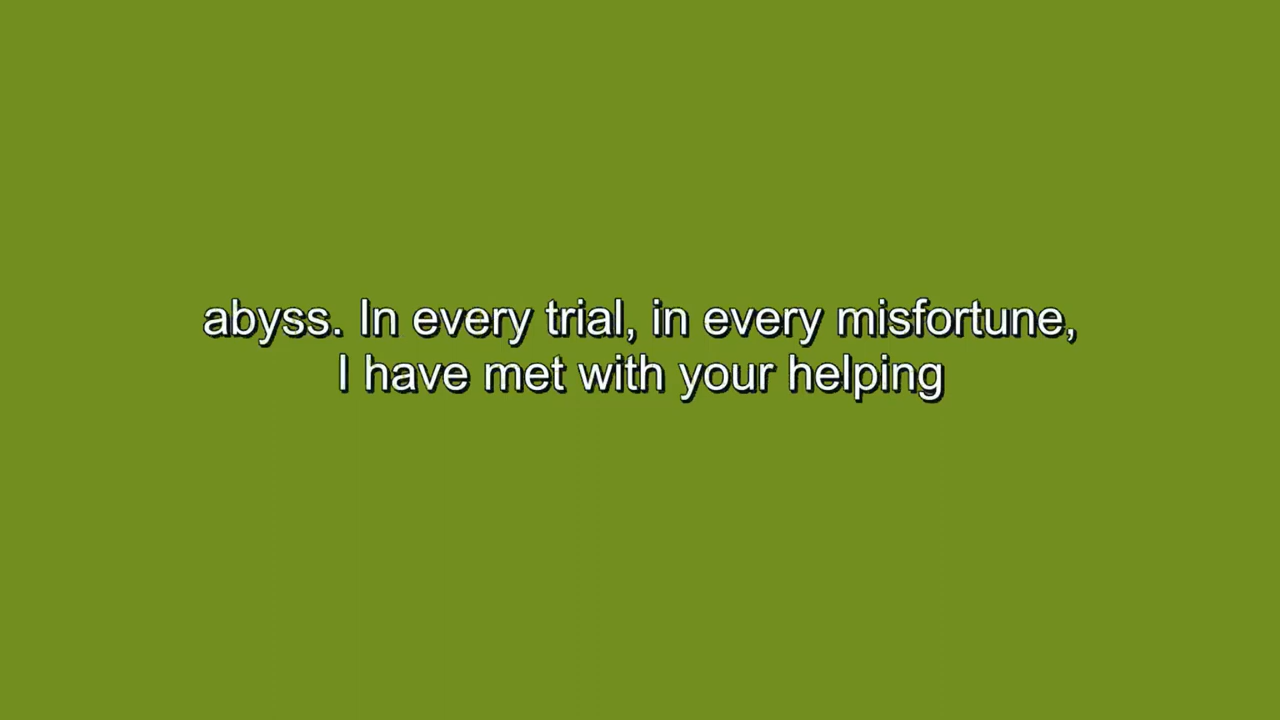 abyss. In every trial, in every misfortune,
I have met with your helping